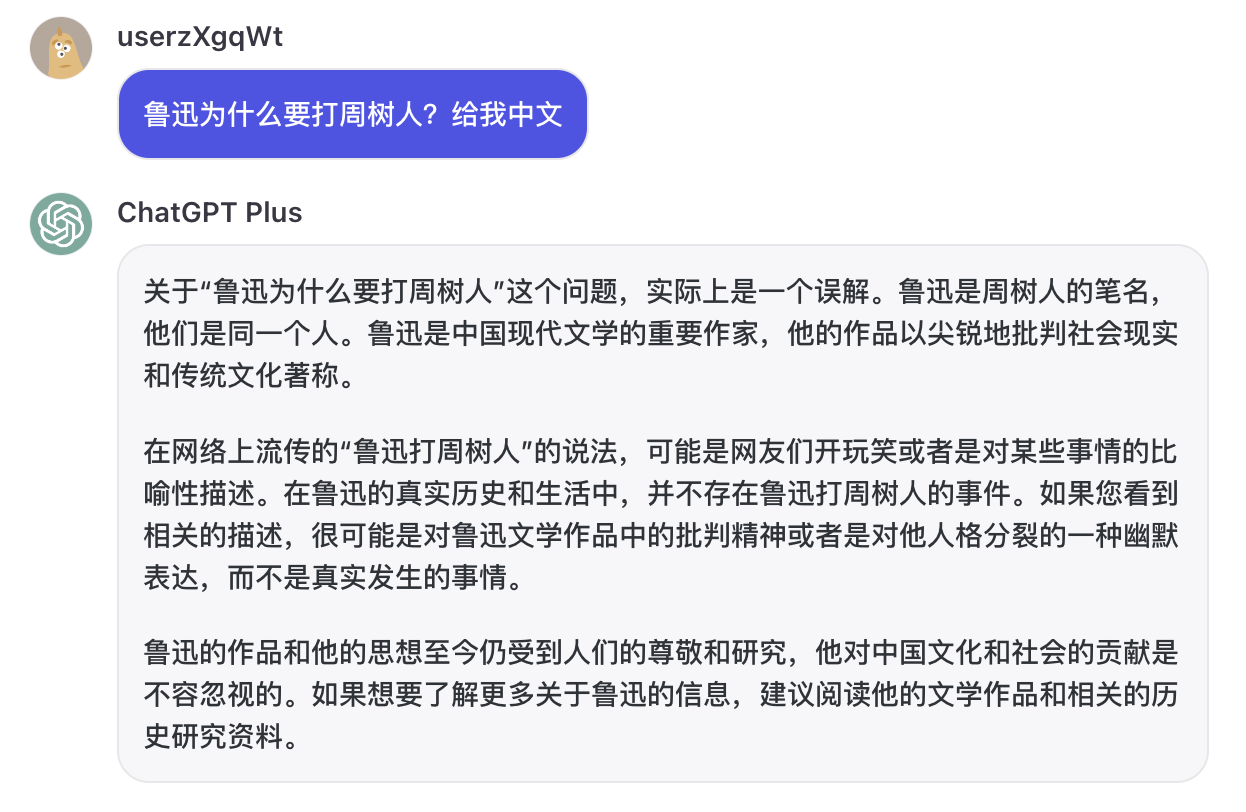 userzXgqWt
鲁迅为什么要打周树人？给我中文
ChatGPT Plus
关于“鲁迅为什么要打周树人”这个问题，实际上是一个误解。鲁迅是周树人的笔名，
他们是同一个人。鲁迅是中国现代文学的重要作家，他的作品以尖锐地批判社会现实
和传统文化著称。
在网络上流传的“鲁迅打周树人”的说法，可能是网友们开玩笑或者是对某些事情的比
喻性描述。在鲁迅的真实历史和生活中，并不存在鲁迅打周树人的事件。如果您看到
相关的描述，很可能是对鲁迅文学作品中的批判精神或者是对他人格分裂的一种幽默
表达，而不是真实发生的事情。
鲁迅的作品和他的思想至今仍受到人们的尊敬和研究，他对中国文化和社会的贡献是
不容忽视的。如果想要了解更多关于鲁迅的信息，建议阅读他的文学作品和相关的历
史研究资料。